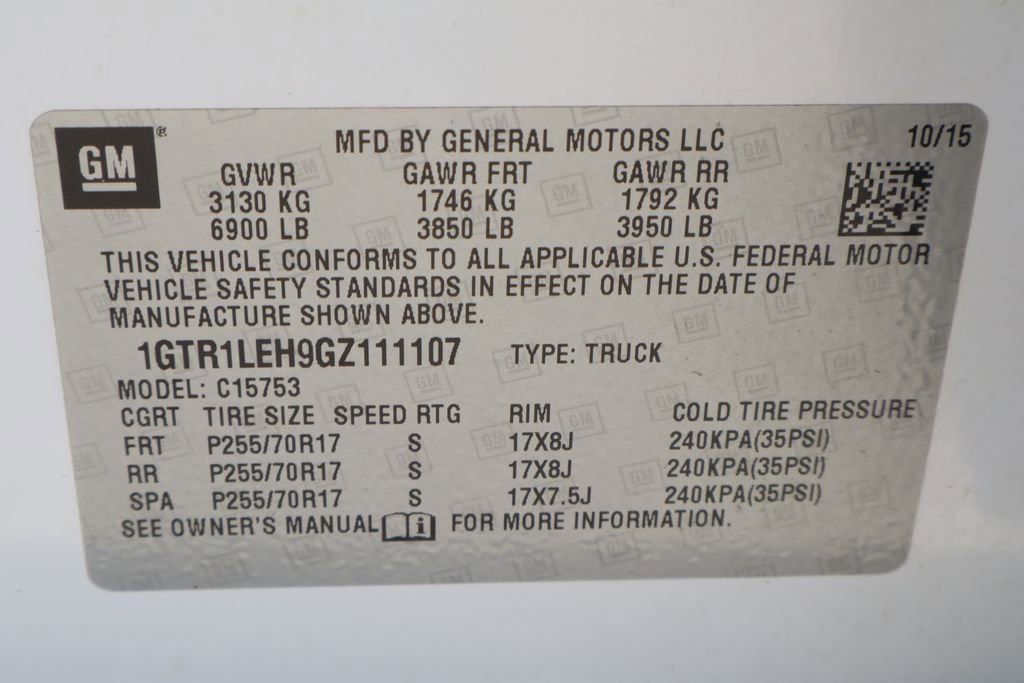 GM
MFD BY GENERAL MOTORS LLC 10/15
GVWR GAWR FRT GAWR RR
3130 KG 1746 KG 1792 KG
6900 LB 3850 LB 3950 LB
THIS VEHICLE CONFORMS TO ALL APPLICABLE U.S. FEDERAL MOTOR
VEHICLE SAFETY STANDARDS IN EFFECT ON THE DATE OF
MANUFACTURE SHOWN ABOVE.
1GTR1LEH9GZ111107 TYPE: TRUCK
MODEL: C15753
CGRT TIRE SIZE SPEED RTG RIM COLD TIRE PRESSURE
FRT P255/70R17 S 17X8J 240KPA(35PSI)
RR P255/70R17 S 17X8J 240KPA(35PSI)
SPA P255/70R17 S 17X7.5J 240KPA(35PSI)
SEE OWNER'S MANUAL i FOR MORE INFORMATION.